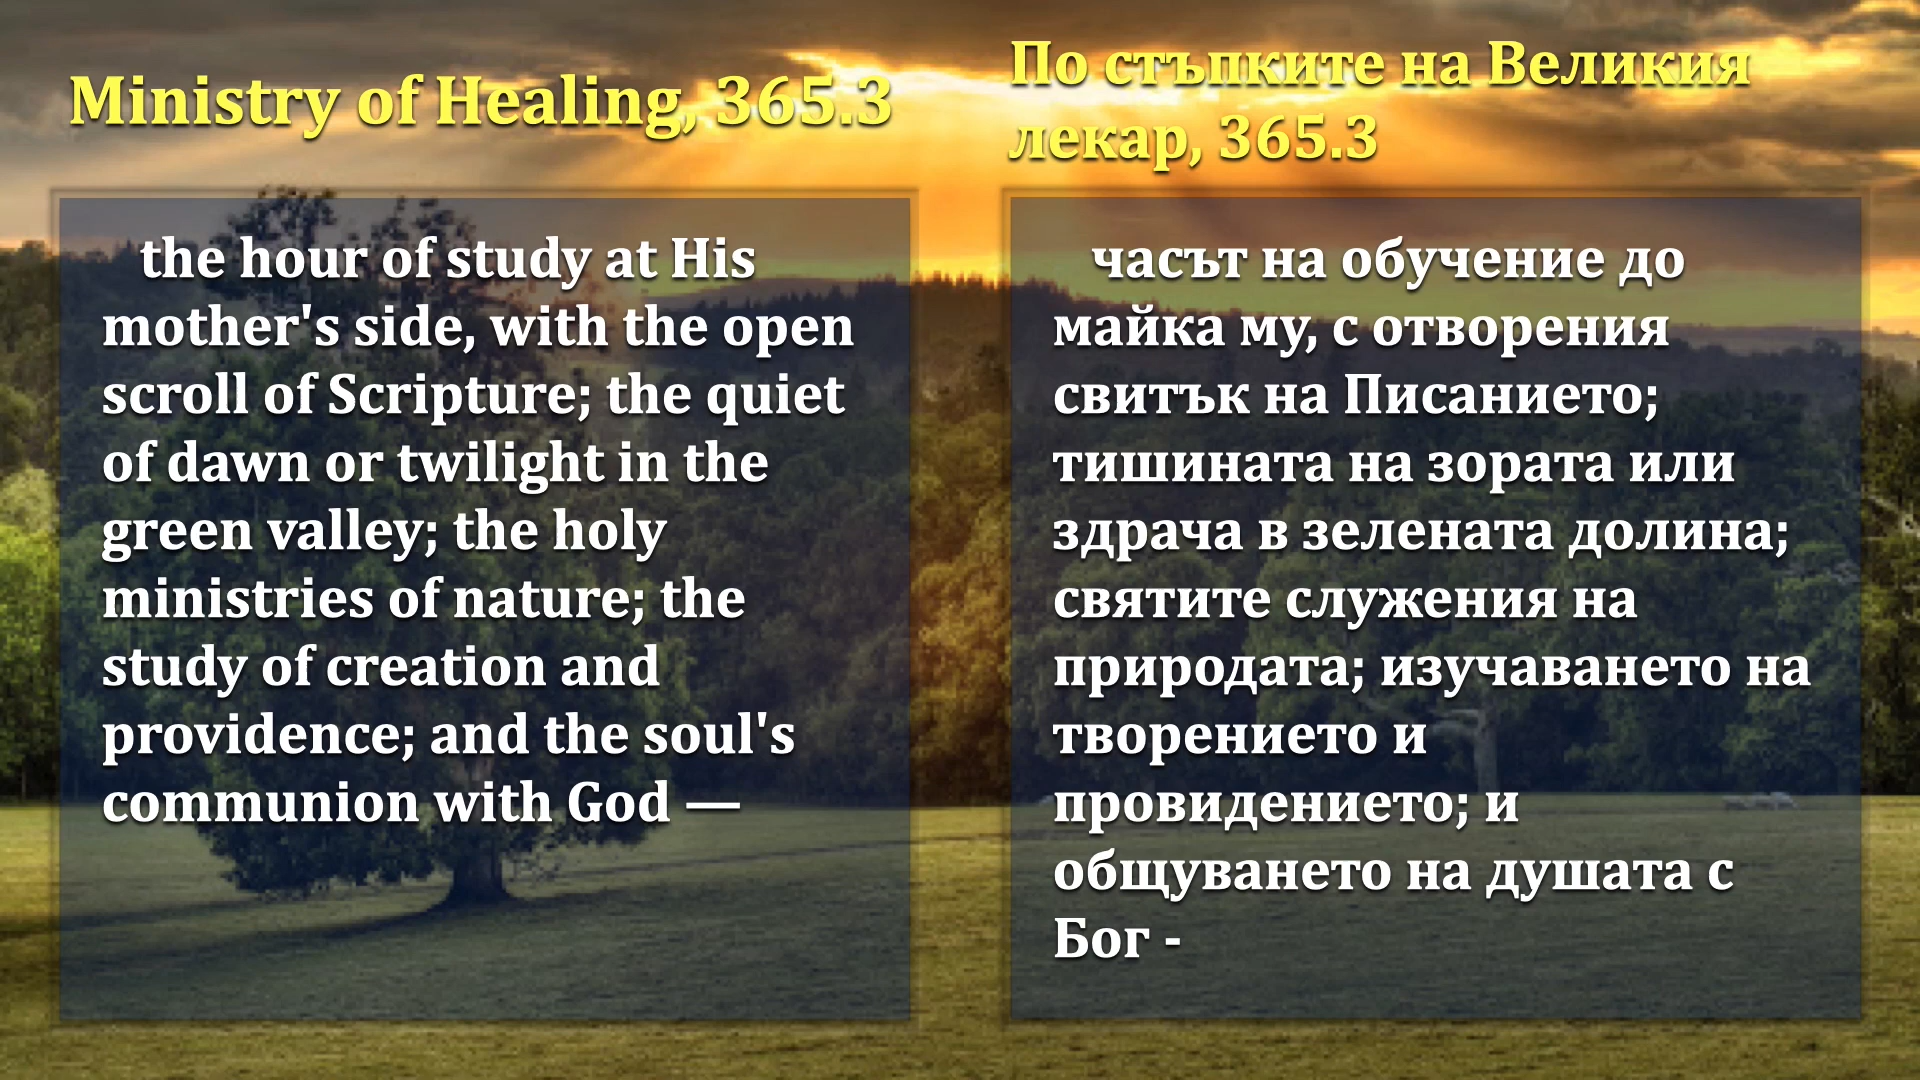 Ministry of Healing, 365.3
the hour of study at His
mother's side, with the open
scroll of Scripture; the quiet
of dawn or twilight in the
green valley; the holy
ministries of nature; the
study of creation and
providence; and the soul's
communion with God —
По стъпките на Великия
лекар, 365.3
часът на обучение до
майка му, с отворения
свитък на Писанието;
тишината на зората или
здрача в зелената долина;
святите служения на
природата; изучаването на
творението и
провидението; и
общуването на душата с
Бог -